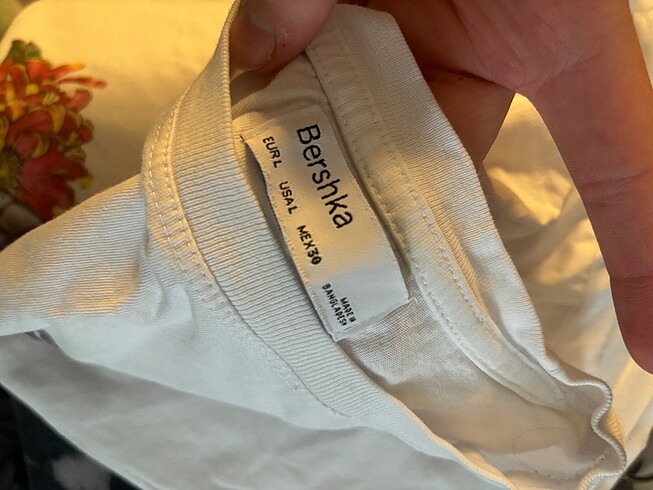 Bershka
EUR L
USA L
MEX 30
MADE IN
BANGLADESH